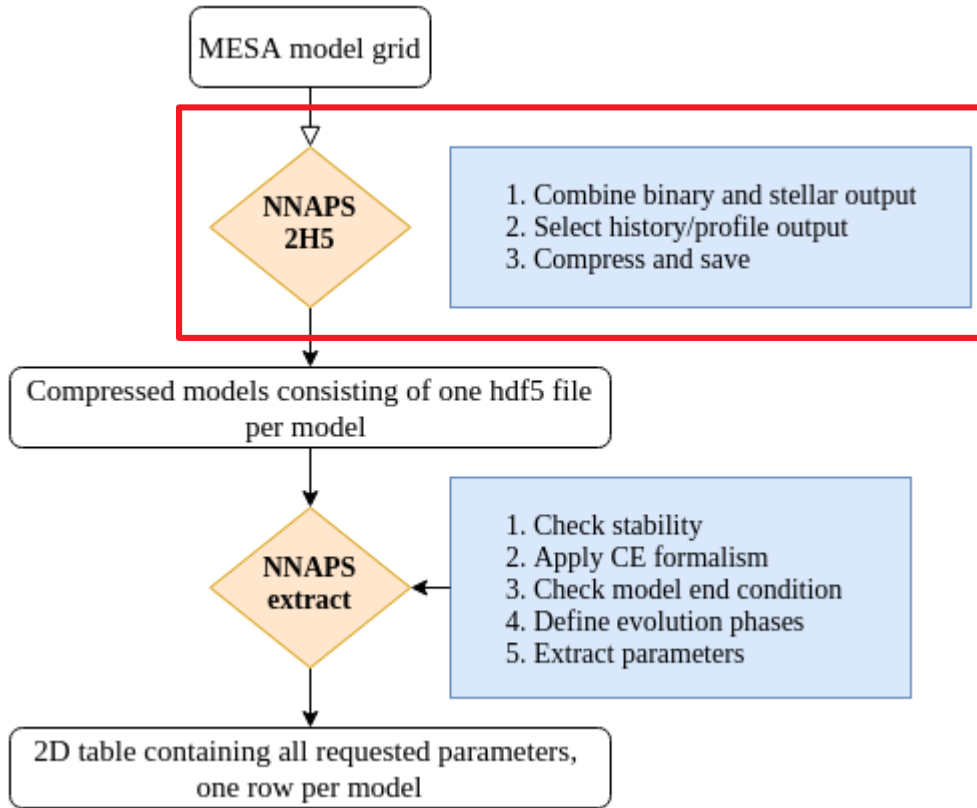 MESA model grid
NNAPS
2H5
1. Combine binary and stellar output
2. Select history/profile output
3. Compress and save
Compressed models consisting of one hdf5 file
per model
NNAPS
extract
1. Check stability
2. Apply CE formalism
3. Check model end condition
4. Define evolution phases
5. Extract parameters
2D table containing all requested parameters,
one row per model